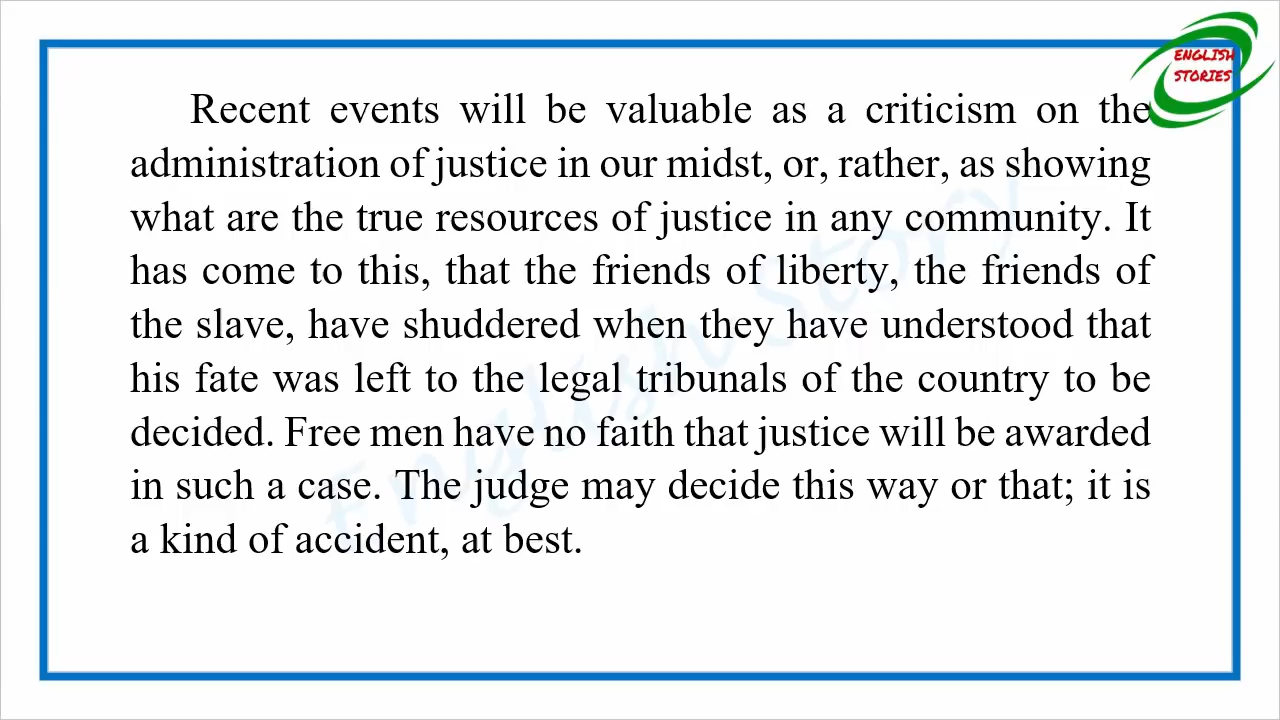 ENGLISH
STORIES
Recent events will be valuable as a criticism on the
administration of justice in our midst, or, rather, as showing
what are the true resources of justice in any community. It
has come to this, that the friends of liberty, the friends of
the slave, have shuddered when they have understood that
his fate was left to the legal tribunals of the country to be
decided. Free men have no faith that justice will be awarded
in such a case. The judge may decide this way or that; it is
a kind of accident, at best.
English Story